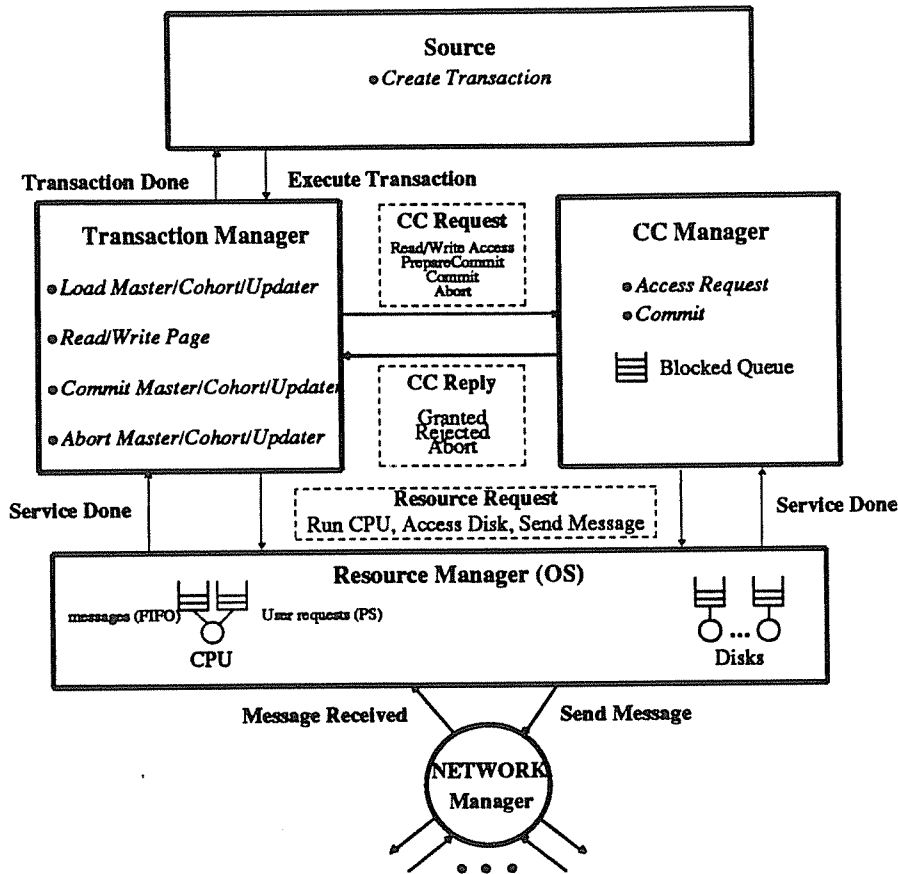 Source
Create Transaction
Transaction Done
Execute Transaction
Transaction Manager
Load Master/Cohort/Updater
Read/Write Page
Commit Master/Cohort/Updater
Abort Master/Cohort/Updater
CC Request
Read/Write Access
PrepareCommit
Commit
Abort
CC Reply
Granted
Rejected
Abort
CC Manager
Access Request
Commit
Blocked Queue
Service Done
Resource Request
Run CPU, Access Disk, Send Message
Service Done
Resource Manager (OS)
messages (FIFO)
User requests (PS)
CPU
...
Disks
Message Received
Send Message
NETWORK
Manager